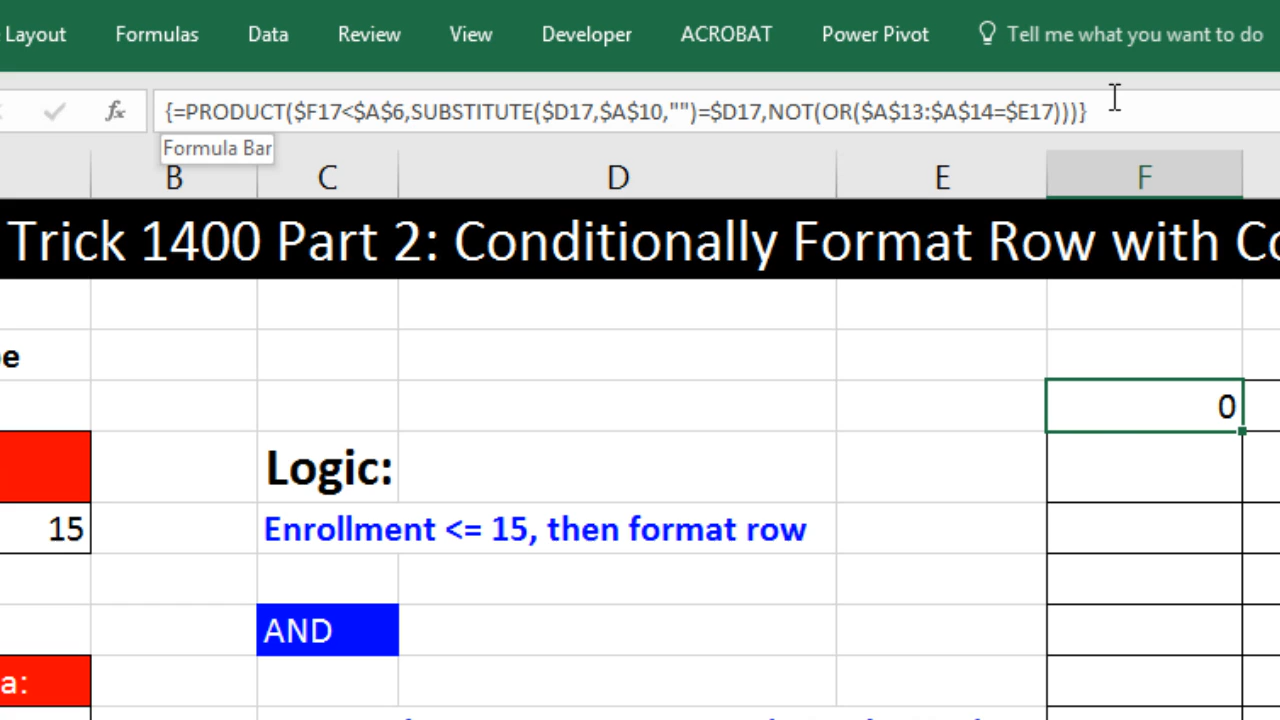 Layout Formulas Data Review View Developer ACROBAT Power Pivot Tell me what you want to do
fx {=PRODUCT($F17<$A$6,SUBSTITUTE($D17,$A$10,"")=$D17,NOT(OR($A$13:$A$14=$E17)))}
Formula Bar
B C D E F
Trick 1400 Part 2: Conditionally Format Row with Co
pe
0
Logic:
15 Enrollment <= 15, then format row
AND
a: